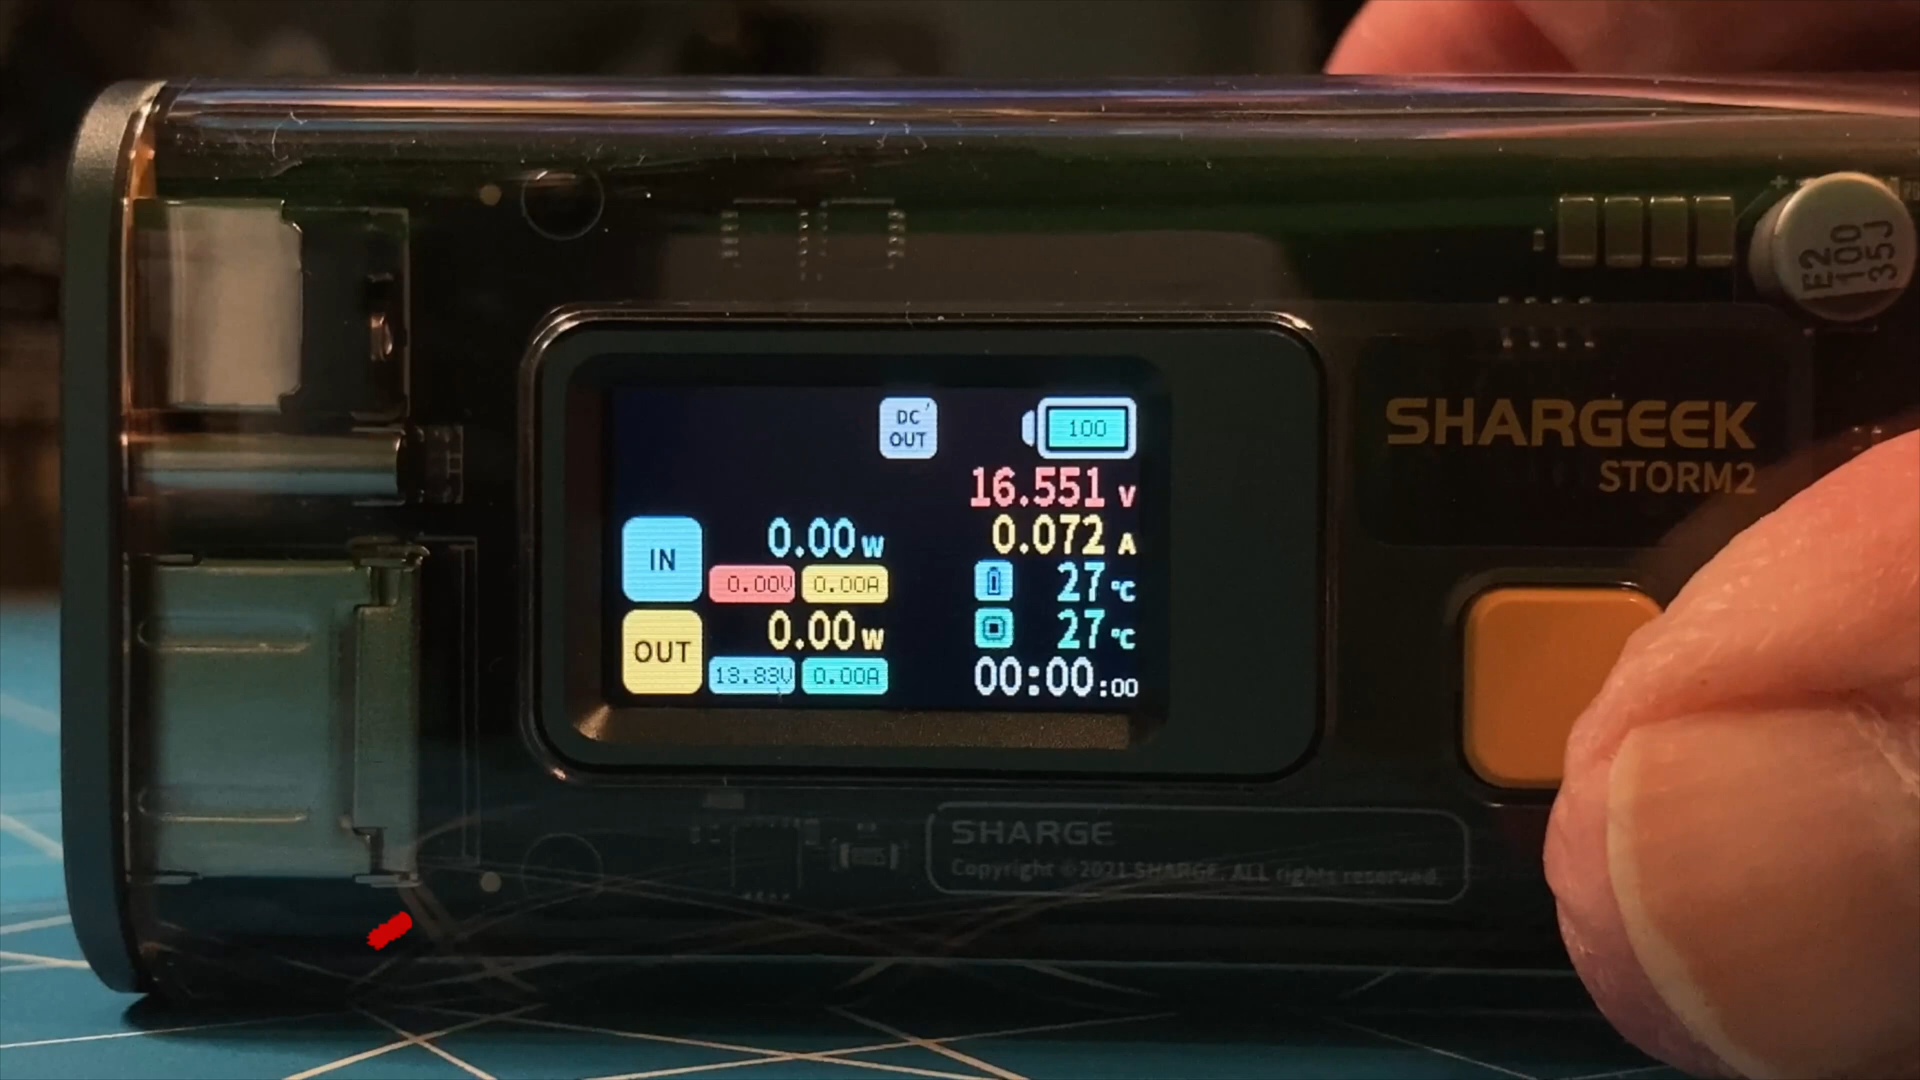 E2
100
35J
DC
OUT
100
16.551 V
0.072 A
IN
0.00 W
0.00V 0.00A
27 °C
OUT
0.00 W
13.83V 0.00A
27 °C
00:00:00
SHARGEEK
STORM2
SHARGE
Copyright ©2021 SHARGE. ALL rights reserved.